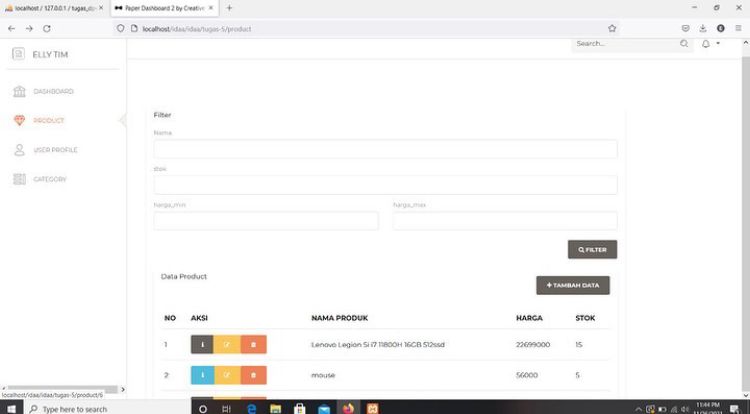 localhost / 127.0.0.1 / tugas_dp
Paper Dashboard 2 by Creative
localhost/idaa/idaa/tugas-5/product
ELLY TIM
Search...
DASHBOARD
PRODUCT
USER PROFILE
CATEGORY
Filter
Nama
stok
harga_min
harga_max
FILTER
Data Product
+ TAMBAH DATA
NO AKSI NAMA PRODUK HARGA STOK
1 Lenovo Legion 5i i7 11800H 16GB 512ssd 22699000 15
2 mouse 56000 5
localhost/idaa/idaa/tugas-5/product/6
Type here to search
11:44 PM